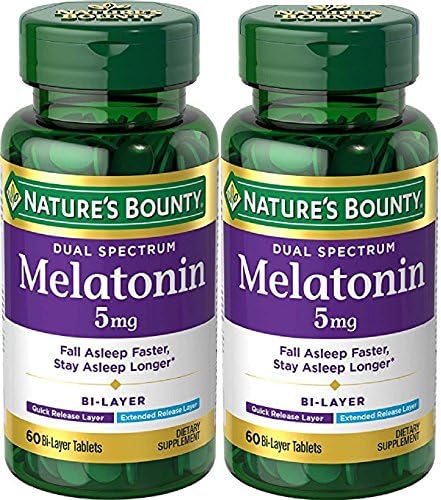 NATURE'S BOUNTY®
DUAL SPECTRUM
Melatonin
5mg
Fall Asleep Faster,
Stay Asleep Longer*
BI-LAYER
Quick Release Layer Extended Release Layer
60 Bi-Layer Tablets
DIETARY
SUPPLEMENT
NATURE'S BOUNTY®
DUAL SPECTRUM
Melatonin
5mg
Fall Asleep Faster,
Stay Asleep Longer*
BI-LAYER
Quick Release Layer Extended Release Layer
60 Bi-Layer Tablets
DIETARY
SUPPLEMENT